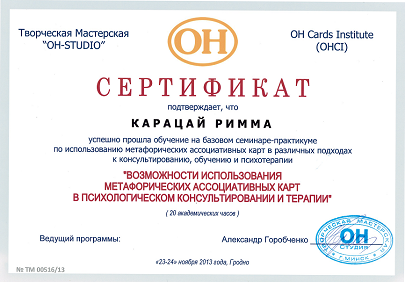 Творческая Мастерская
"OH-STUDIO"
OH
OH Cards Institute
(OHCI)
СЕРТИФИКАТ
подтверждает, что
КАРАЦАЙ РИММА
успешно прошла обучение на базовом семинаре-практикуме
по использованию метафорических ассоциативных карт в различных подходах
к консультированию, обучению и психотерапии
"ВОЗМОЖНОСТИ ИСПОЛЬЗОВАНИЯ
МЕТАФОРИЧЕСКИХ АССОЦИАТИВНЫХ КАРТ
В ПСИХОЛОГИЧЕСКОМ КОНСУЛЬТИРОВАНИИ И ТЕРАПИИ"
( 20 академических часов )
Ведущий программы:
Александр Горобченко
ТВОРЧЕСКАЯ МАСТЕРСКАЯ
OH
СТУДИО
Г.МИНСК
«23-24» ноября 2013 года, Гродно
№ ТМ 00516/13